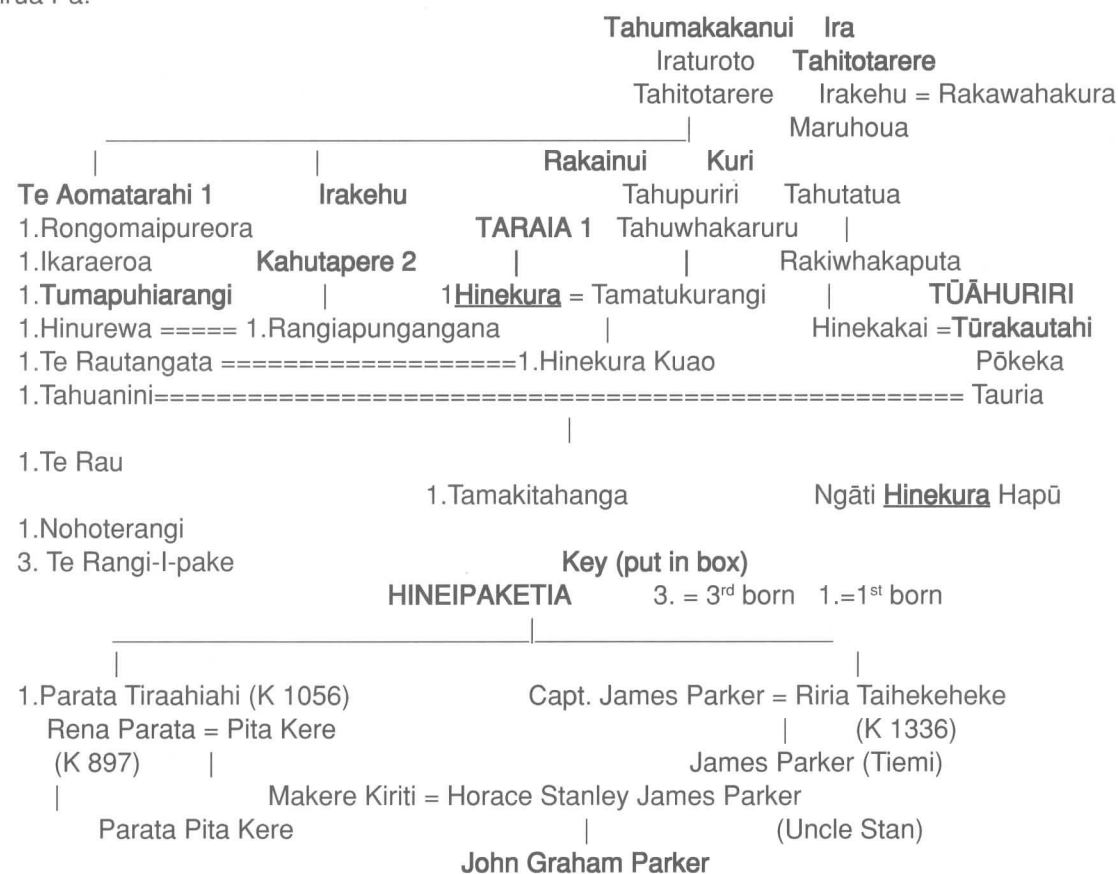 Tahumakakanui Ira
Iraturoto Tahitotarere
Tahitotarere Irakehu = Rakawahakura
Maruhoua
Rakainui Kuri
Te Aomatarahi 1 Irakehu Tahupuriri Tahutatua
1.Rongomaipureora TARAIA 1 Tahuwhakaruru
1.Ikaraeroa Kahutapere 2 Rakiwhakaputa
1.Tumapuhiarangi 1Hinekura = Tamatukurangi TŪĀHURIRI
1.Hinurewa ===== 1.Rangiapungangana Hinekakai =Tūrakautahi
1.Te Rautangata ===================1.Hinekura Kuao Pōkeka
1.Tahuanini==================================================== Tauria
1.Te Rau
1.Tamakitahanga Ngāti Hinekura Hapū
1.Nohoterangi
3. Te Rangi-I-pake Key (put in box)
HINEIPAKETIA 3. = 3rd born 1.=1st born
1.Parata Tiraahiahi (K 1056) Capt. James Parker = Riria Taihekeheke
Rena Parata = Pita Kere (K 1336)
(K 897) James Parker (Tiemi)
Makere Kiriti = Horace Stanley James Parker
Parata Pita Kere (Uncle Stan)
John Graham Parker